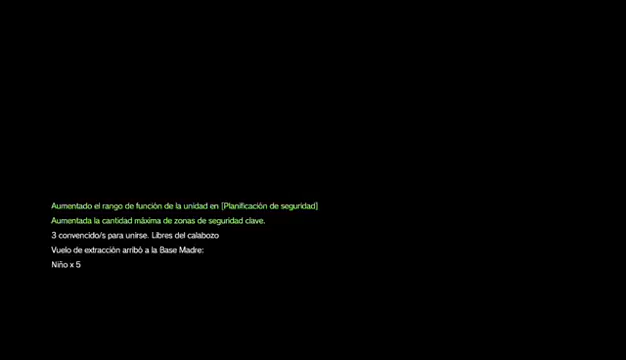 Aumentado el rango de función de la unidad en [Planificación de seguridad]
Aumentada la cantidad máxima de zonas de seguridad clave.
3 convencido/s para unirse. Libres del calabozo
Vuelo de extracción arribó a la Base Madre:
Niño x 5